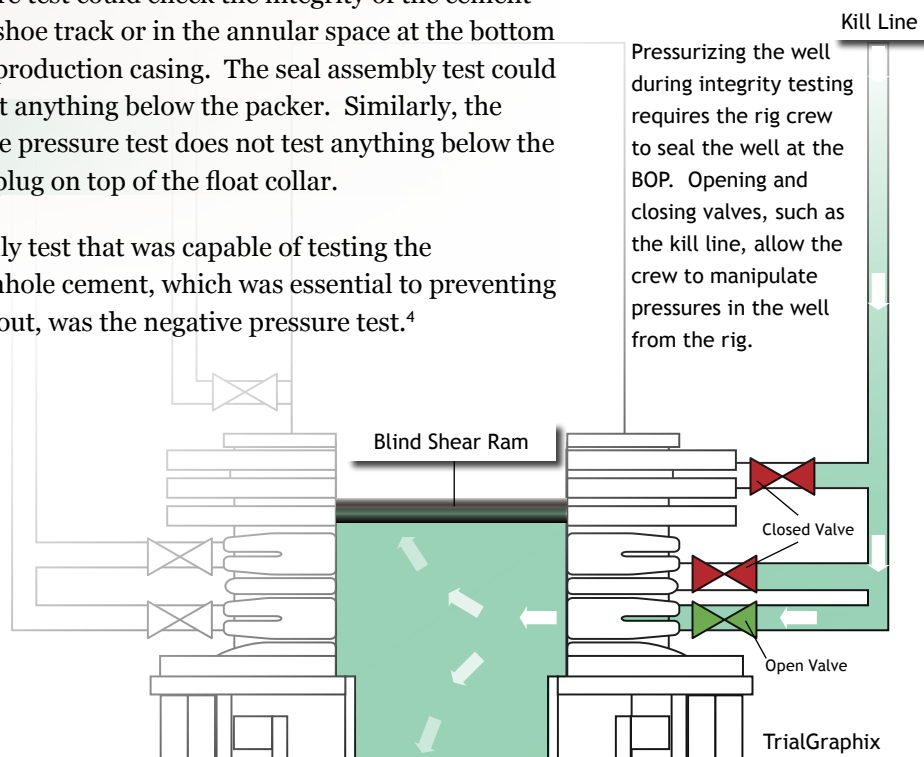 re test could check the integrity of the cement
shoe track or in the annular space at the bottom
production casing. The seal assembly test could
t anything below the packer. Similarly, the
e pressure test does not test anything below the
plug on top of the float collar.
ly test that was capable of testing the
nhole cement, which was essential to preventing
out, was the negative pressure test.⁴
Kill Line
Pressurizing the well
during integrity testing
requires the rig crew
to seal the well at the
BOP. Opening and
closing valves, such as
the kill line, allow the
crew to manipulate
pressures in the well
from the rig.
Blind Shear Ram
Closed Valve
Open Valve
TrialGraphix